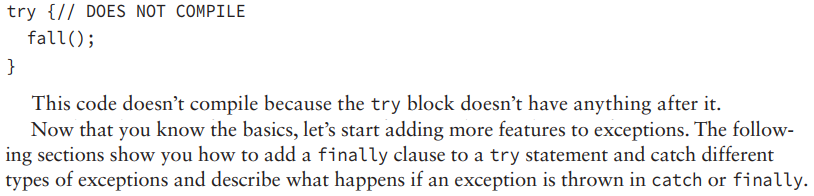 try {// DOES NOT COMPILE
  fall();
}
This code doesn’t compile because the try block doesn’t have anything after it.
Now that you know the basics, let’s start adding more features to exceptions. The follow-
ing sections show you how to add a finally clause to a try statement and catch different
types of exceptions and describe what happens if an exception is thrown in catch or finally.